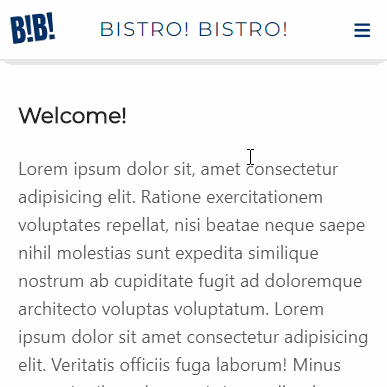 B!B!
BISTRO! BISTRO!
Welcome!
Lorem ipsum dolor sit, amet consectetur
adipisicing elit. Ratione exercitationem
voluptates repellat, nisi beatae neque saepe
nihil molestias sunt expedita similique
nostrum ab cupiditate fugit ad doloremque
architecto voluptas voluptatum. Lorem
ipsum dolor sit amet consectetur adipisicing
elit. Veritatis officiis fuga laborum! Minus